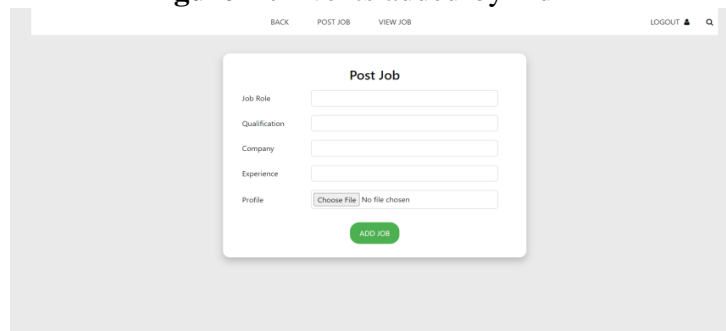 BACK POST JOB VIEW JOB LOGOUT
Post Job
Job Role
Qualification
Company
Experience
Profile Choose File No file chosen
ADD JOB